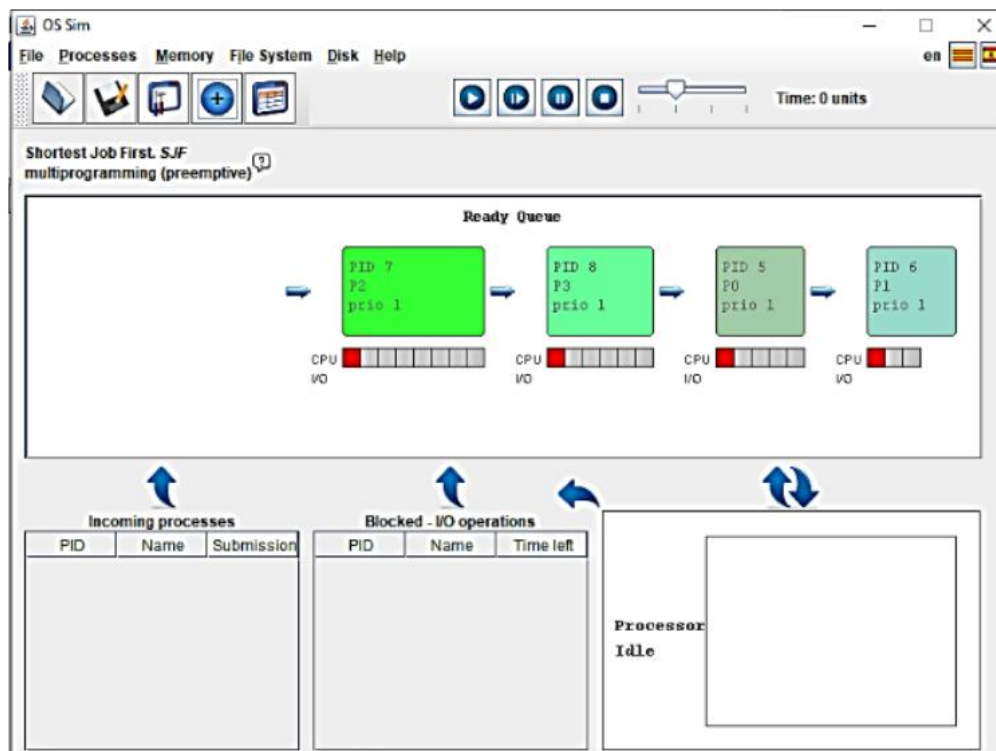 OS Sim
File Processes Memory File System Disk Help
en
Time: 0 units
Shortest Job First. SJF
multiprogramming (preemptive)
Ready Queue
PID 7
P2
prio 1
CPU
I/O
PID 8
P3
prio 1
CPU
I/O
PID 5
P0
prio 1
CPU
I/O
PID 6
P1
prio 1
CPU
I/O
Incoming processes
PID Name Submission
Blocked - I/O operations
PID Name Time left
Processor
Idle